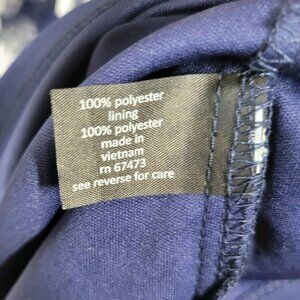 100% polyester
lining
100% polyester
made in
vietnam
rn 67473
see reverse for care